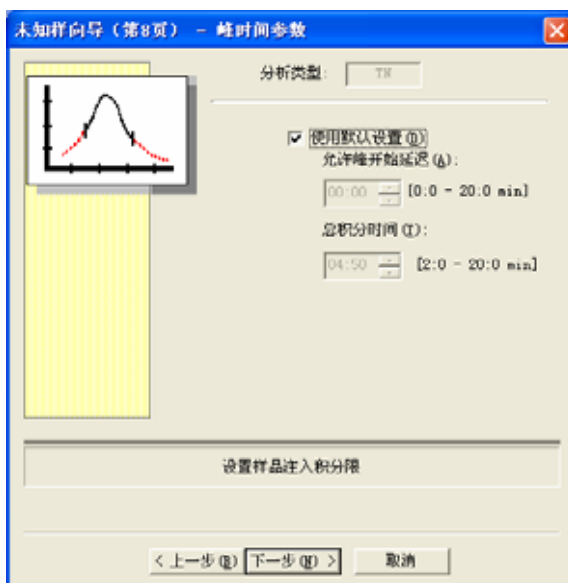 未知样向导（第8页） - 峰时间参数
分析类型: TN
使用默认设置(D)
允许峰开始延迟(A):
00:00 [0:0 - 20:0 min]
总积分时间(T):
04:50 [2:0 - 20:0 min]
设置样品注入积分限
< 上一步(B) 下一步(N) > 取消